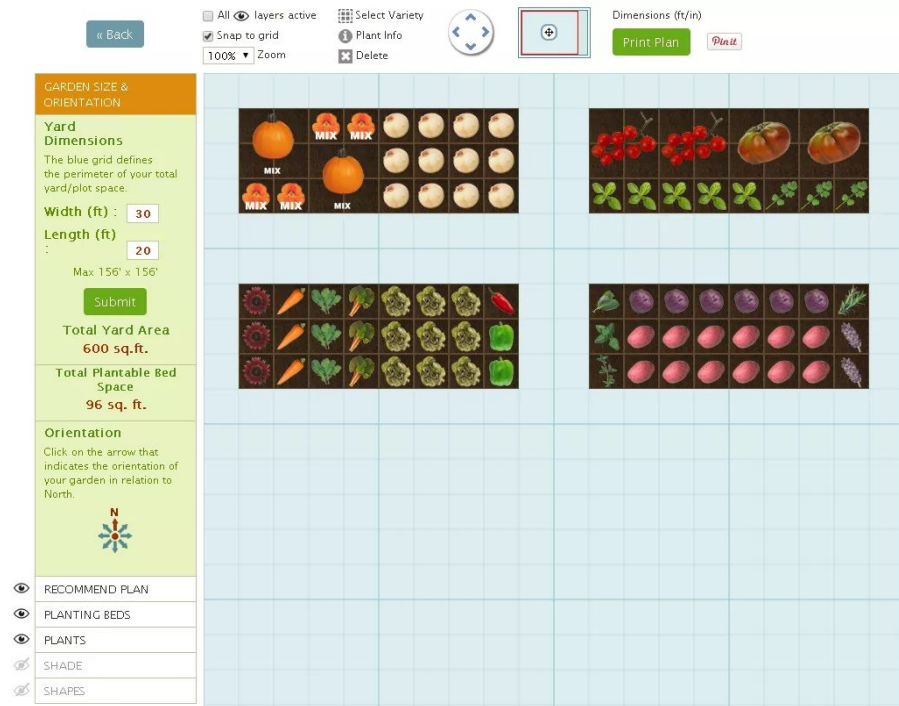 « Back
All layers active
Snap to grid
100% ▼ Zoom
Select Variety
Plant Info
Delete
Dimensions (ft/in)
Print Plan
Pin it
GARDEN SIZE &
ORIENTATION
Yard
Dimensions
The blue grid defines
the perimeter of your total
yard/plot space.
Width (ft) : 30
Length (ft)
: 20
Max 156' x 156'
Submit
Total Yard Area
600 sq.ft.
Total Plantable Bed
Space
96 sq. ft.
Orientation
Click on the arrow that
indicates the orientation of
your garden in relation to
North.
N
RECOMMEND PLAN
PLANTING BEDS
PLANTS
SHADE
SHAPES
MIX MIX
MIX
MIX MIX MIX